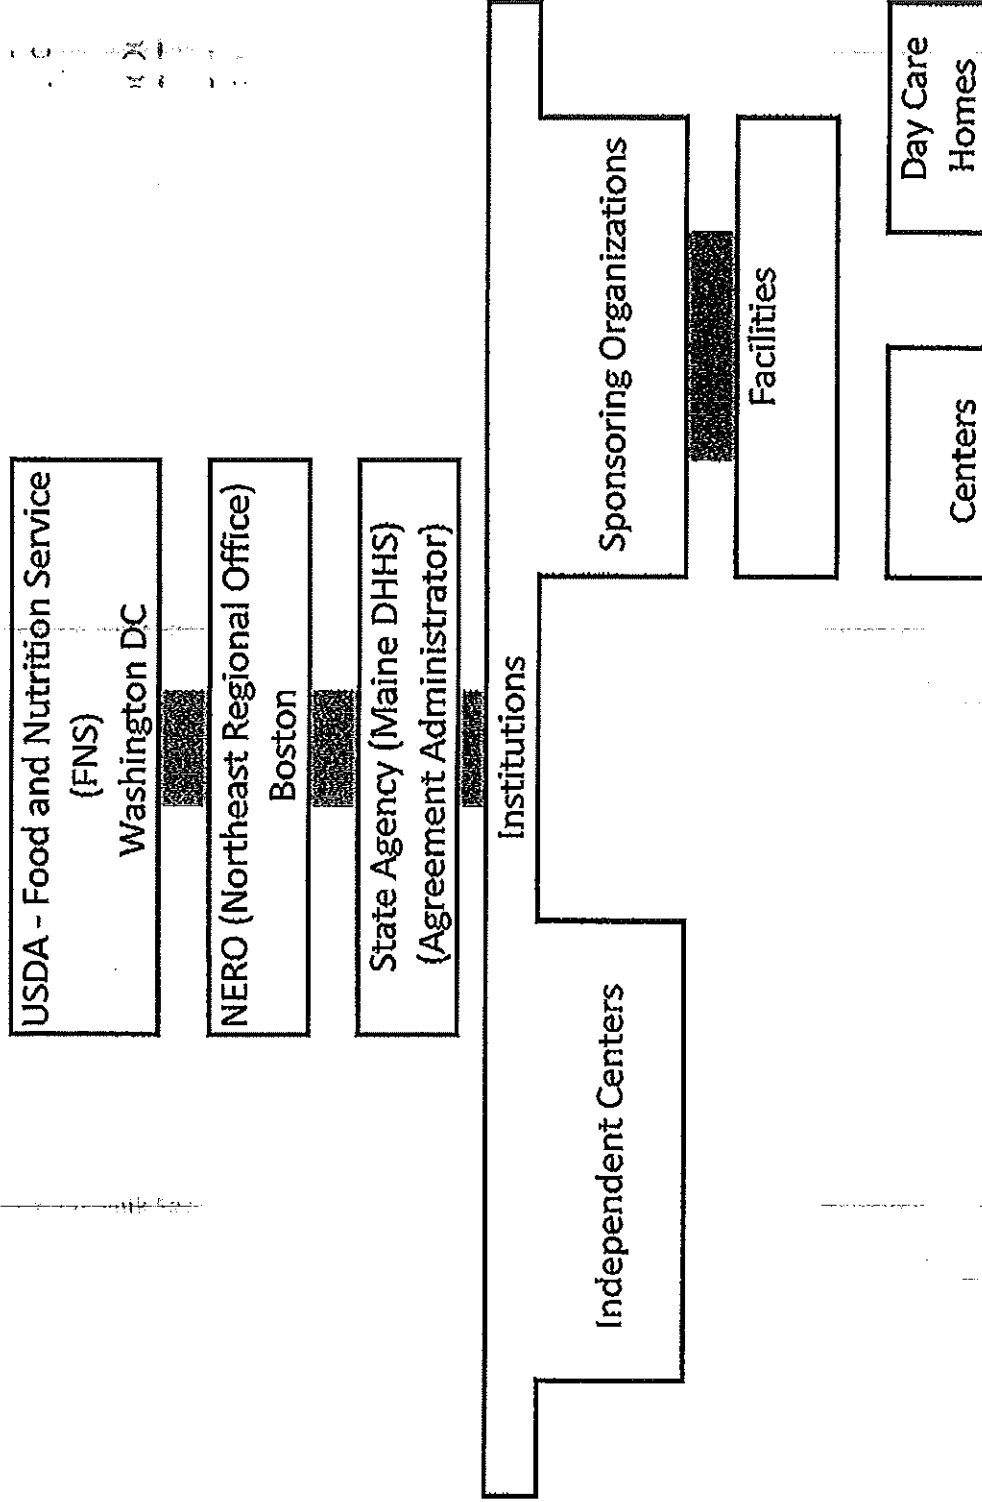 USDA – Food and Nutrition Service
(FNS)
Washington DC
NERO (Northeast Regional Office)
Boston
State Agency (Maine DHHS)
(Agreement Administrator)
Institutions
Independent Centers
Sponsoring Organizations
Facilities
Centers
Day Care
Homes